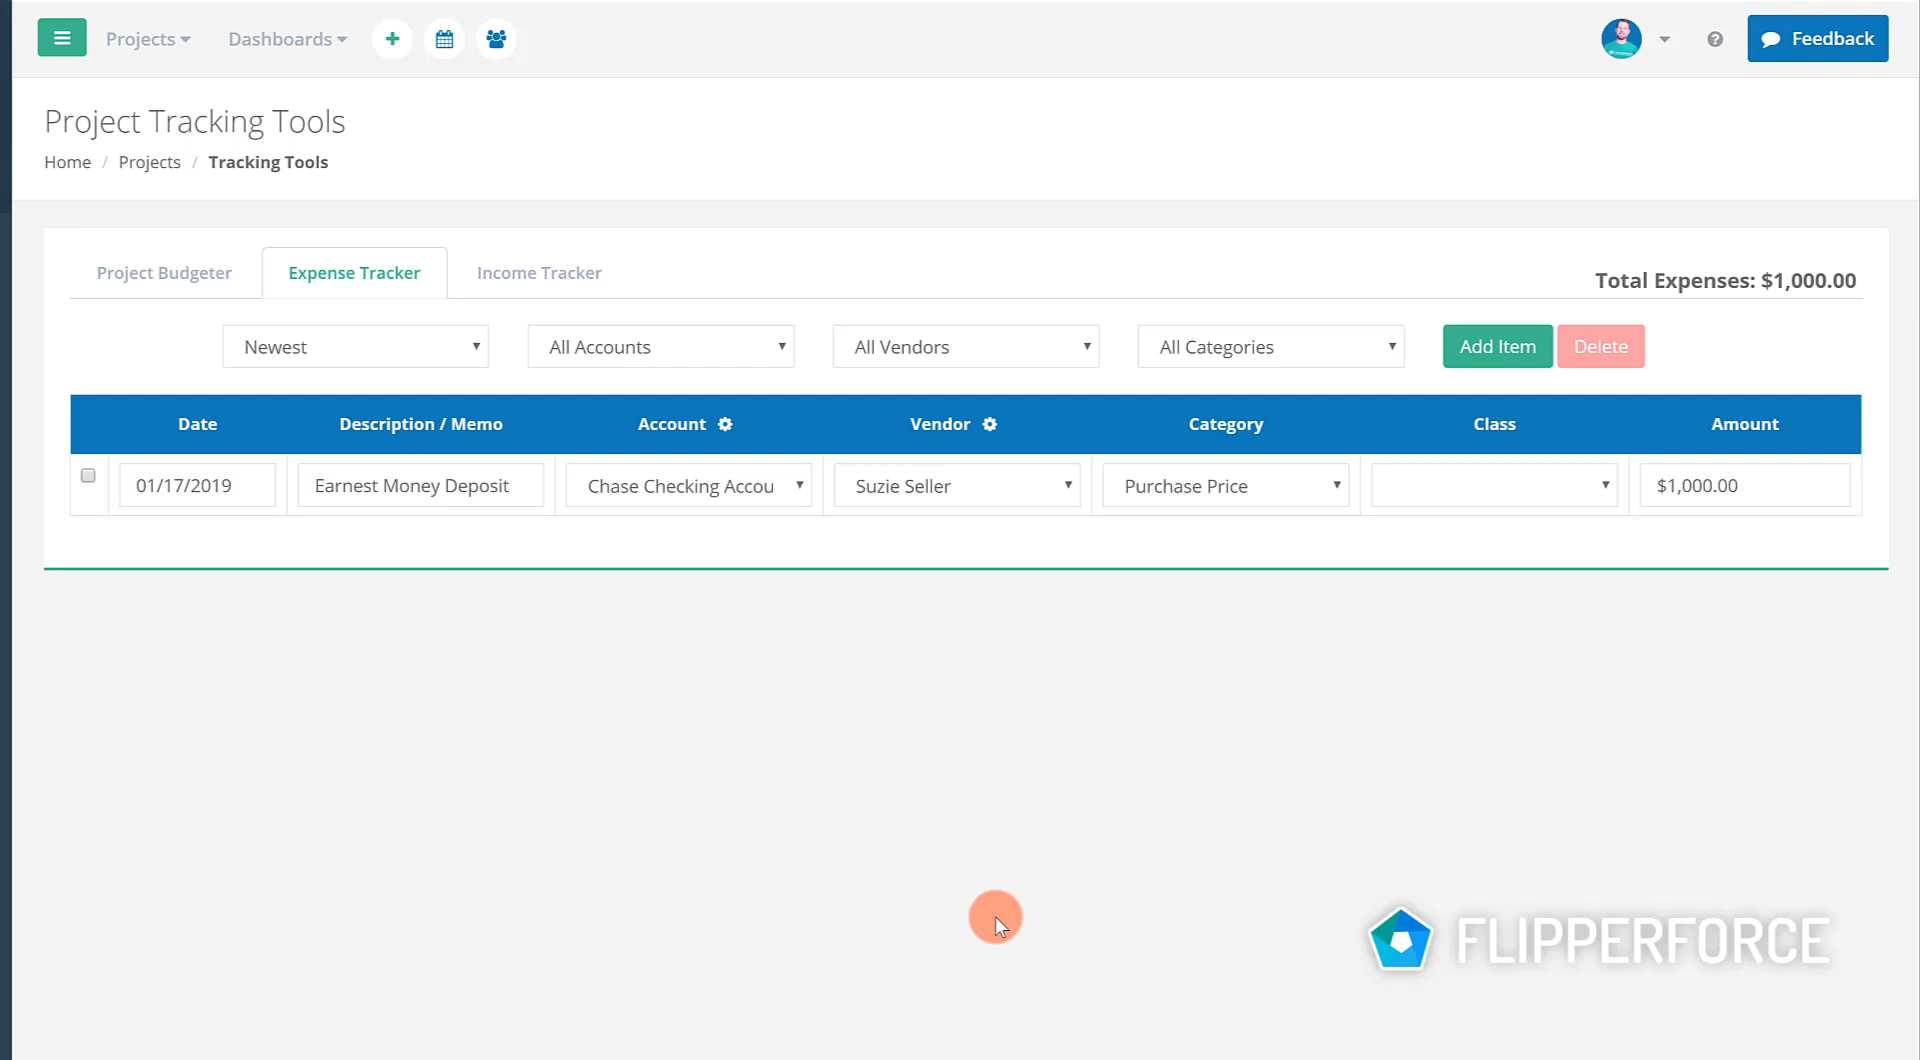 Projects Dashboards Feedback
Project Tracking Tools
Home / Projects / Tracking Tools
Project Budgeter Expense Tracker Income Tracker Total Expenses: $1,000.00
Newest All Accounts All Vendors All Categories Add Item Delete
Date Description / Memo Account Vendor Category Class Amount
01/17/2019 Earnest Money Deposit Chase Checking Accou Suzie Seller Purchase Price $1,000.00
FLIPPERFORCE